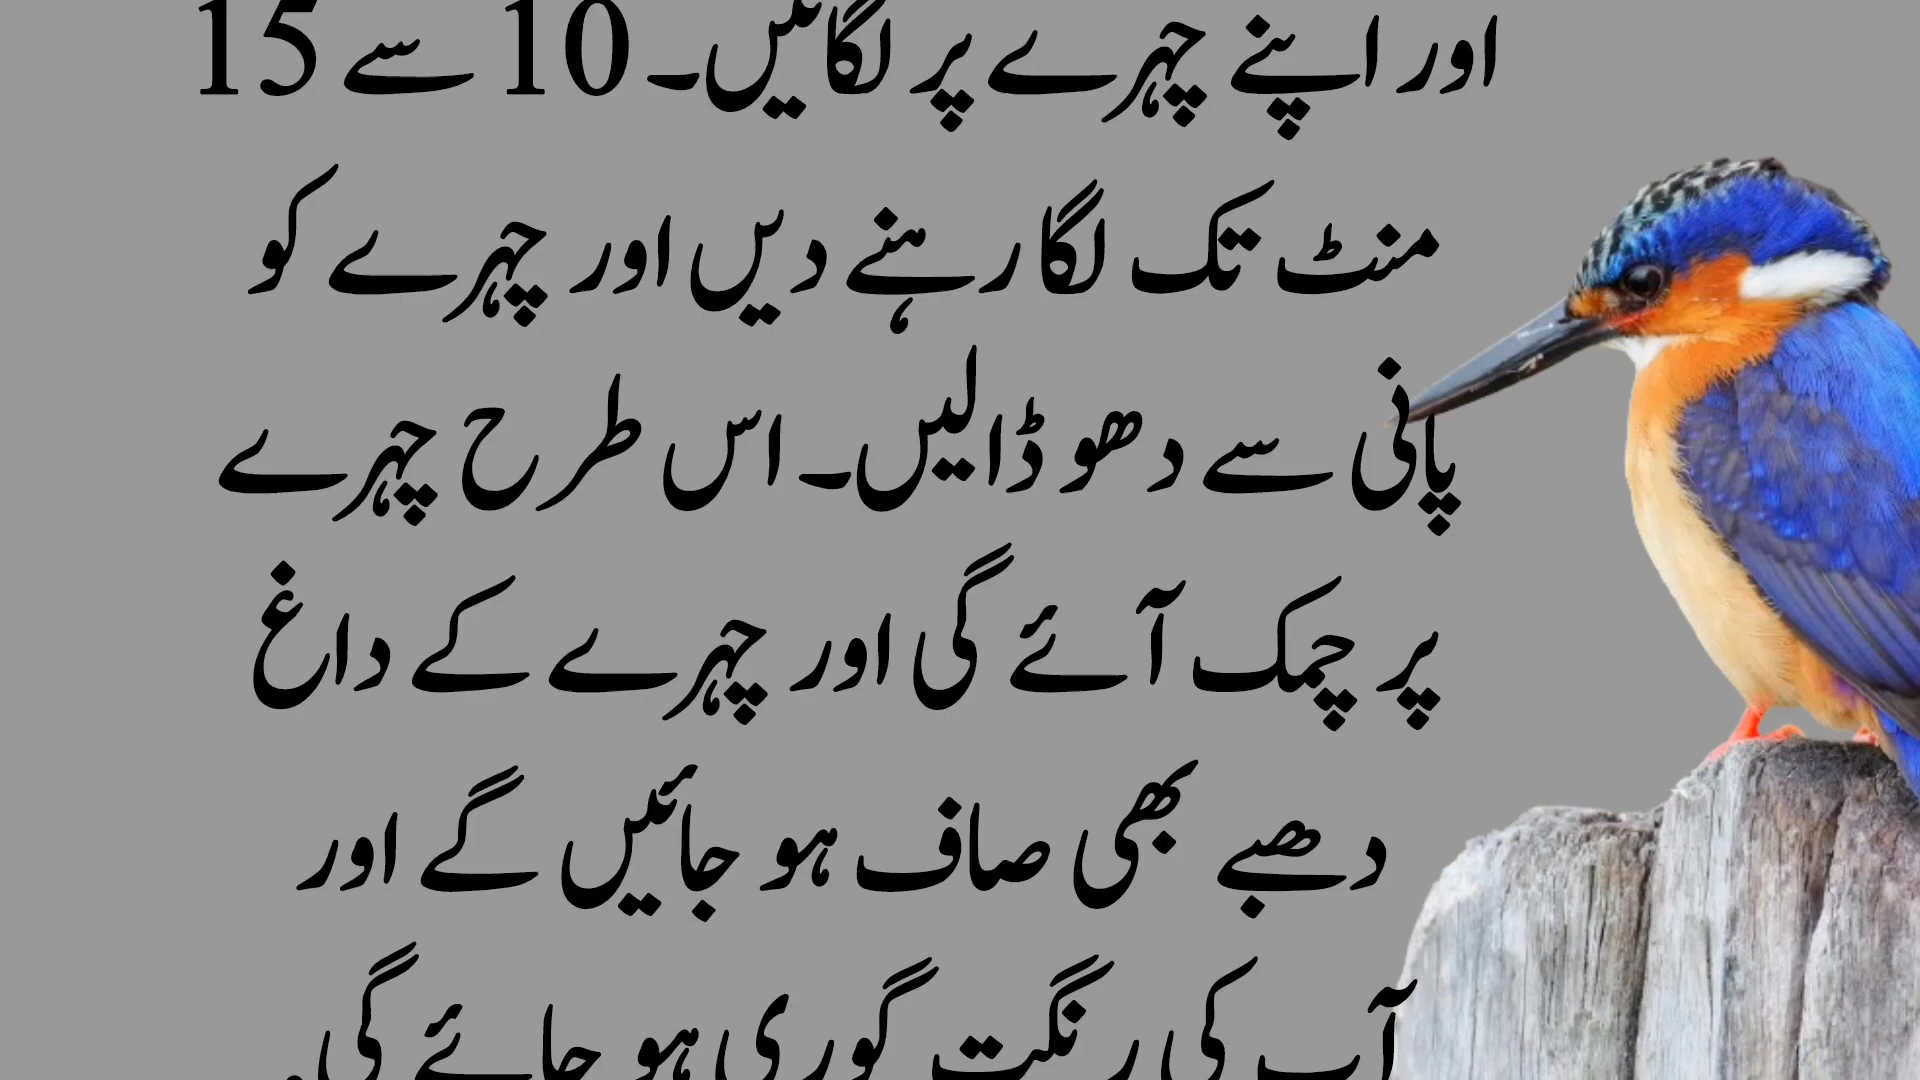 اور اپنے چہرے پر لگائیں۔ 10 سے 15
منٹ تک لگا رہنے دیں اور چہرے کو
پانی سے دھو ڈالیں۔ اس طرح چہرے
پر چمک آئے گی اور چہرے کے داغ
دھبے بھی صاف ہو جائیں گے اور
آپ کی رنگت گوری ہو جائے گی۔